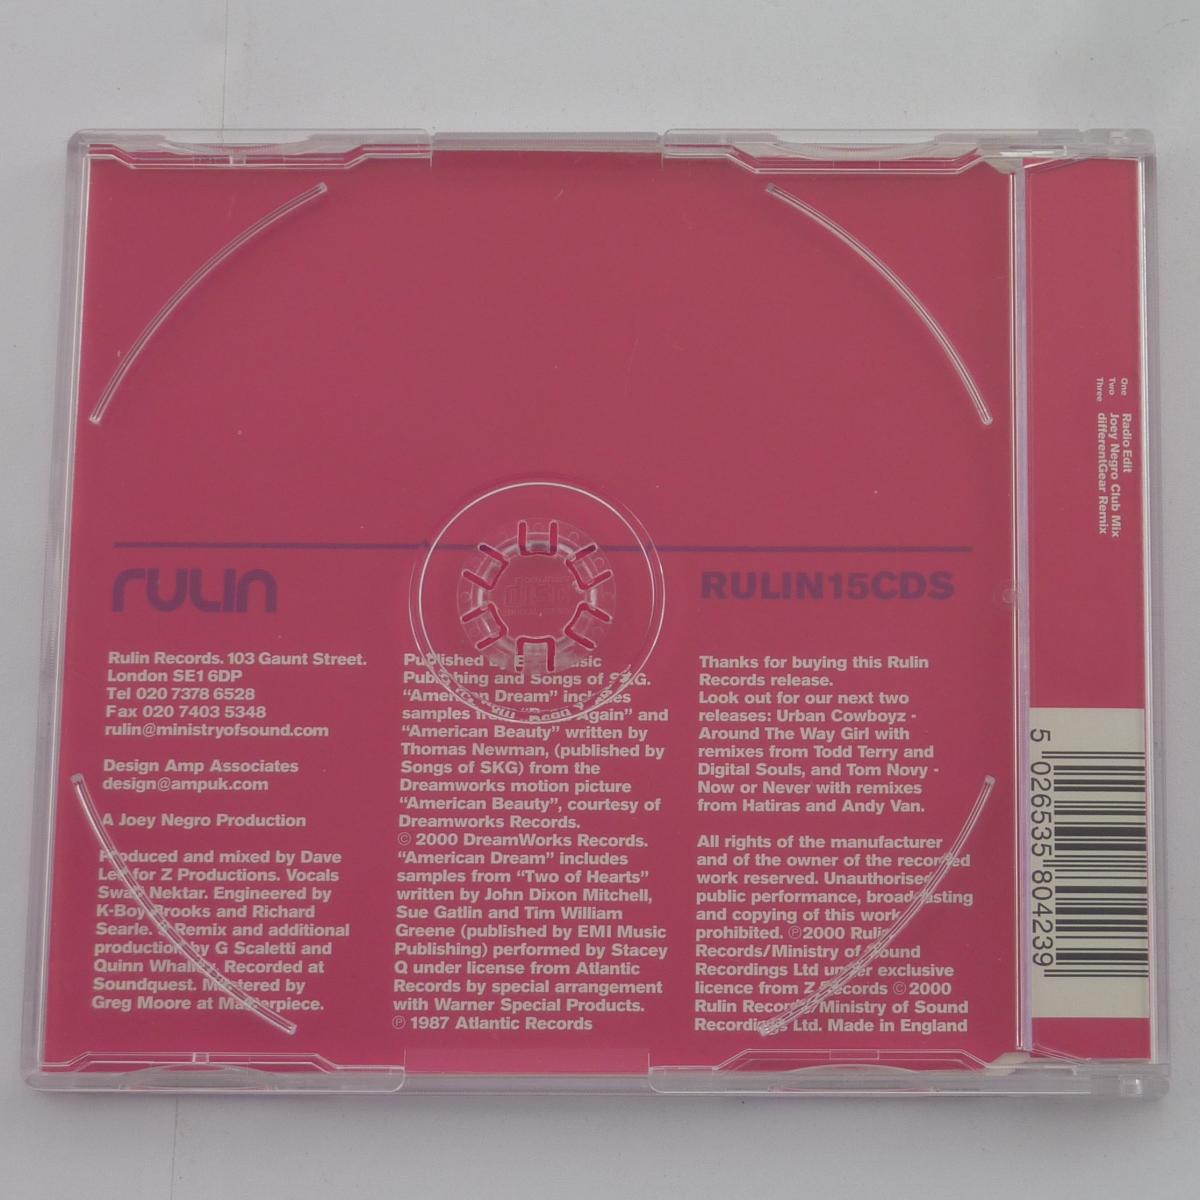 rulin
RULIN15CDS
Rulin Records. 103 Gaunt Street.
London SE1 6DP
Tel 020 7378 6528
Fax 020 7403 5348
rulin@ministryofsound.com
Design Amp Associates
design@ampuk.com
A Joey Negro Production
Produced and mixed by Dave
Lee for Z Productions. Vocals
Swan Nektar. Engineered by
K-Boy Brooks and Richard
Searle. Remix and additional
production by G Scaletti and
Quinn Whalley. Recorded at
Soundquest. Mastered by
Greg Moore at Masterpiece.
Published by EMI Music
Publishing and Songs of SKG.
“American Dream” includes
samples from “Dead Already Again” and
“American Beauty” written by
Thomas Newman, (published by
Songs of SKG) from the
Dreamworks motion picture
“American Beauty”, courtesy of
Dreamworks Records.
© 2000 DreamWorks Records.
“American Dream” includes
samples from “Two of Hearts”
written by John Dixon Mitchell,
Sue Gatlin and Tim William
Greene (published by EMI Music
Publishing) performed by Stacey
Q under license from Atlantic
Records by special arrangement
with Warner Special Products.
℗ 1987 Atlantic Records
Thanks for buying this Rulin
Records release.
Look out for our next two
releases: Urban Cowboyz -
Around The Way Girl with
remixes from Todd Terry and
Digital Souls, and Tom Novy -
Now or Never with remixes
from Hatiras and Andy Van.
All rights of the manufacturer
and of the owner of the recorded
work reserved. Unauthorised
public performance, broadcasting
and copying of this work
prohibited. ℗2000 Rulin
Records/Ministry of Sound
Recordings Ltd under exclusive
licence from Z Records © 2000
Rulin Records/Ministry of Sound
Recordings Ltd. Made in England
One Radio Edit
Two Joey Negro Club Mix
Three differentGear Remix
5 026535 804239